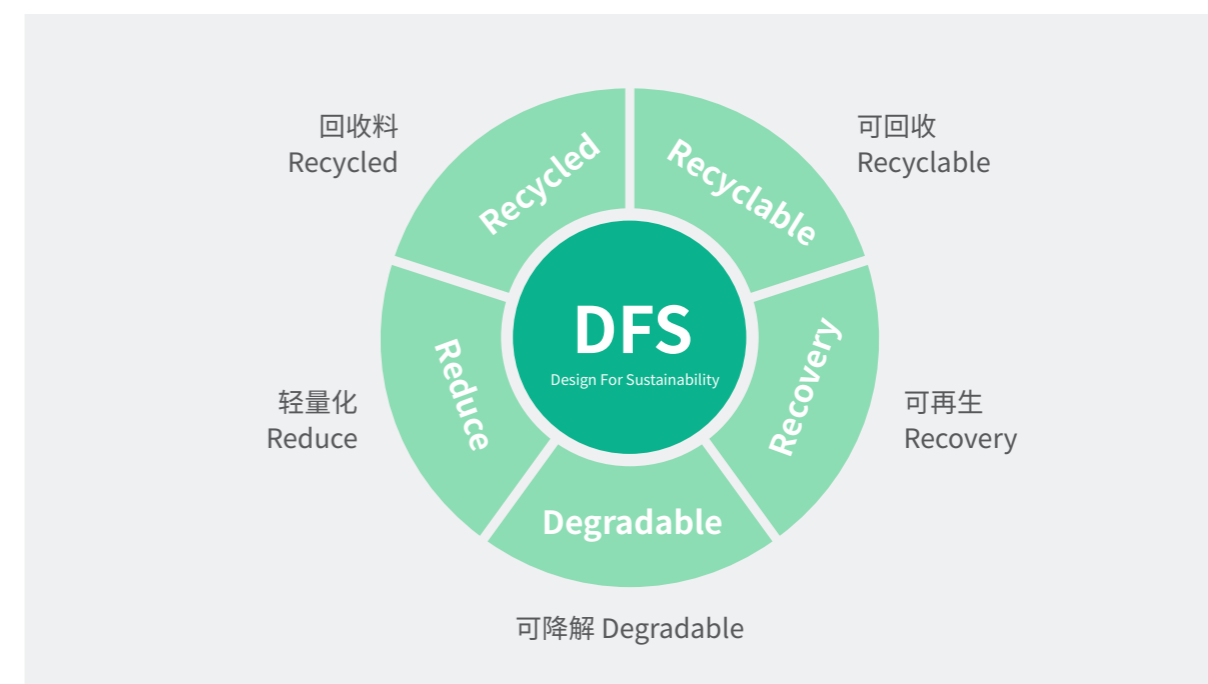 回收料
Recycled
可回收
Recyclable
Recycled
Recyclable
DFS
Design For Sustainability
Reduce
Recovery
轻量化
Reduce
可再生
Recovery
Degradable
可降解 Degradable